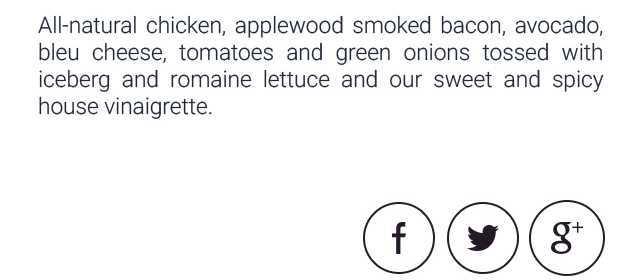 All-natural chicken, applewood smoked bacon, avocado,
bleu cheese, tomatoes and green onions tossed with
iceberg and romaine lettuce and our sweet and spicy
house vinaigrette.
f g+